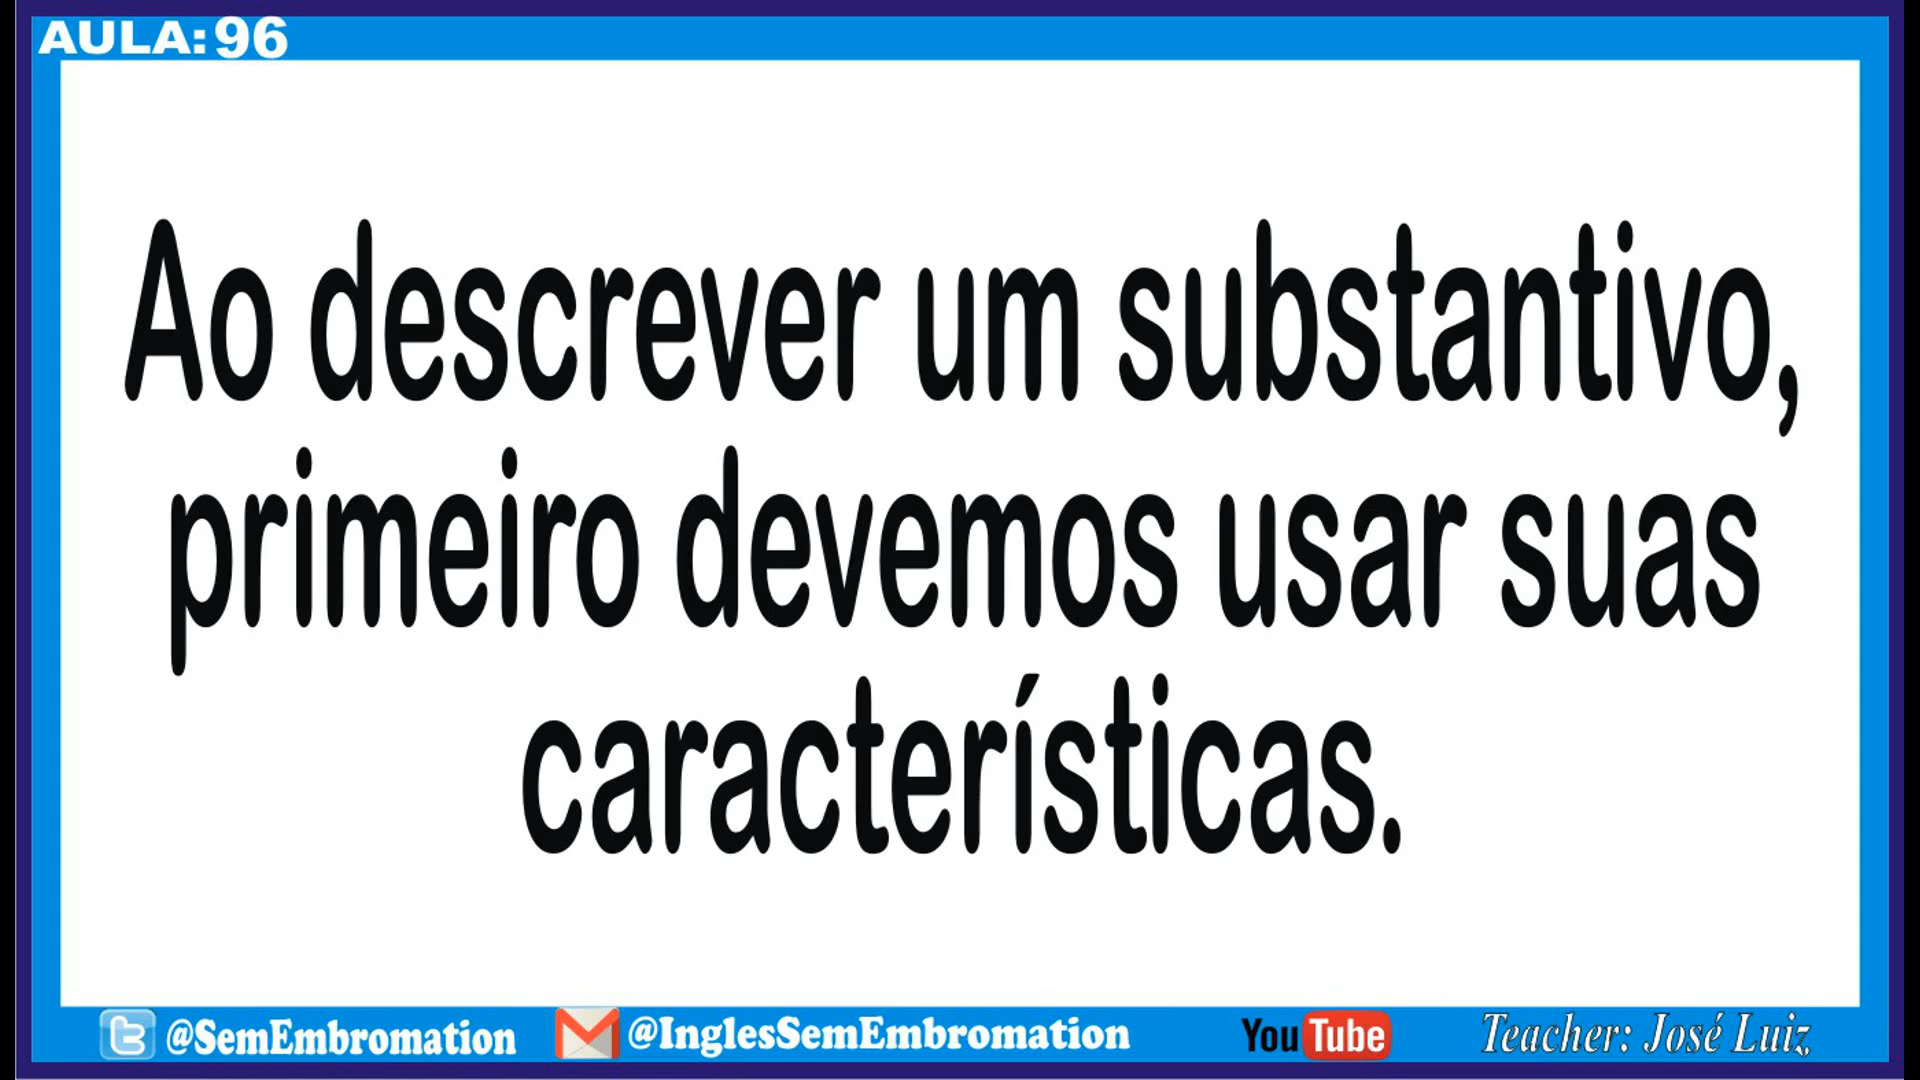 AULA: 96
Ao descrever um substantivo,
primeiro devemos usar suas
características.
@SemEmbromation @InglesSemEmbromation YouTube Teacher: José Luiz